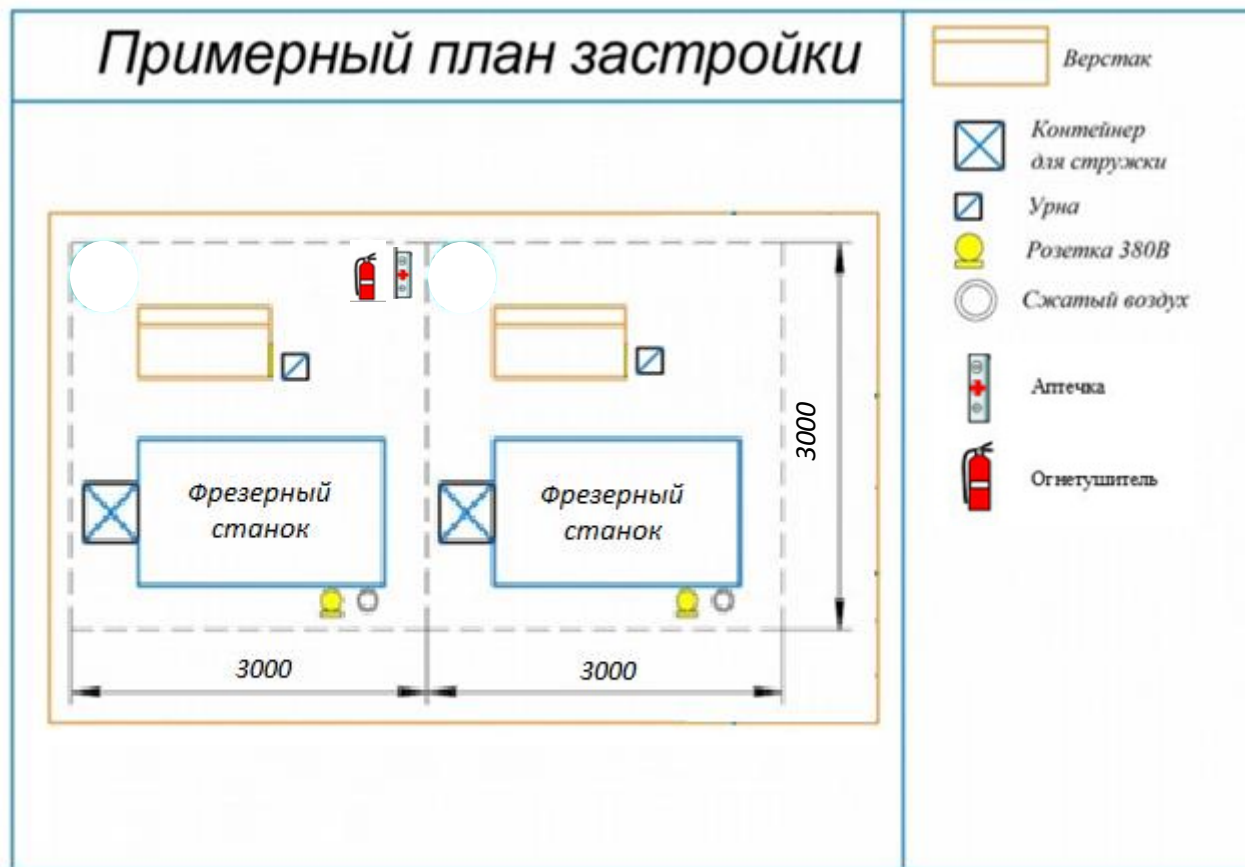 Примерный план застройки
Верстак
Контейнер
для стружки
Урна
Розетка 380В
Сжатый воздух
Аптечка
Огнетушитель
Фрезерный
станок
Фрезерный
станок
3000
3000
3000